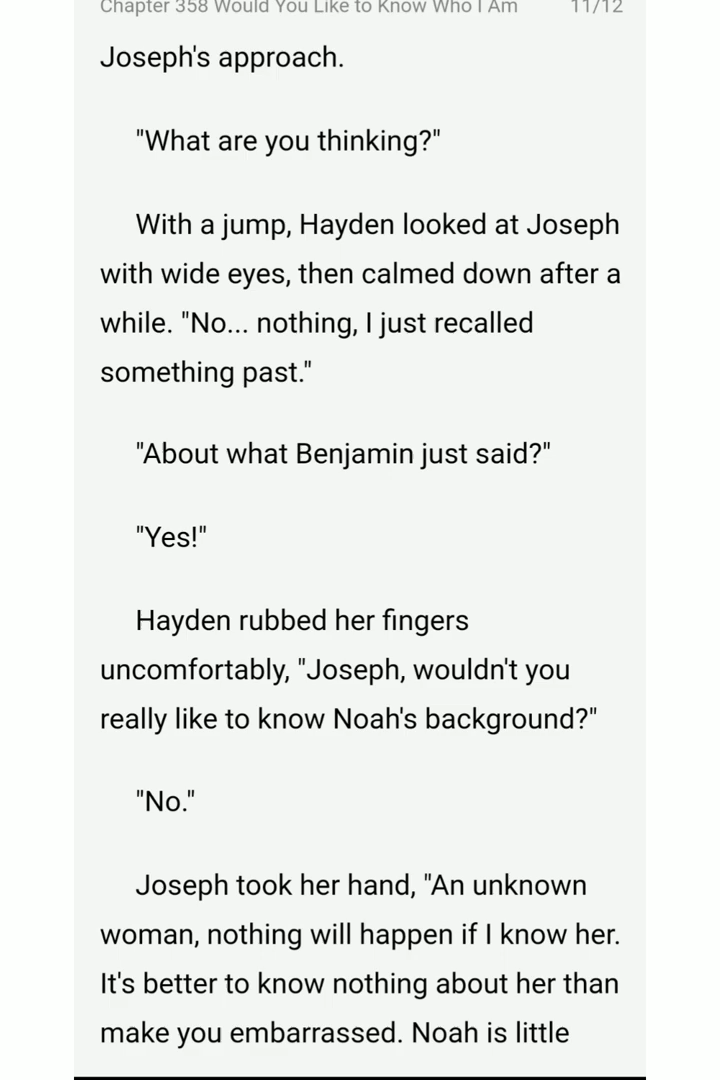 Chapter 358 Would You Like to Know Who I Am 11/12
Joseph's approach.
"What are you thinking?"
With a jump, Hayden looked at Joseph
with wide eyes, then calmed down after a
while. "No... nothing, I just recalled
something past."
"About what Benjamin just said?"
"Yes!"
Hayden rubbed her fingers
uncomfortably, "Joseph, wouldn't you
really like to know Noah's background?"
"No."
Joseph took her hand, "An unknown
woman, nothing will happen if I know her.
It's better to know nothing about her than
make you embarrassed. Noah is little